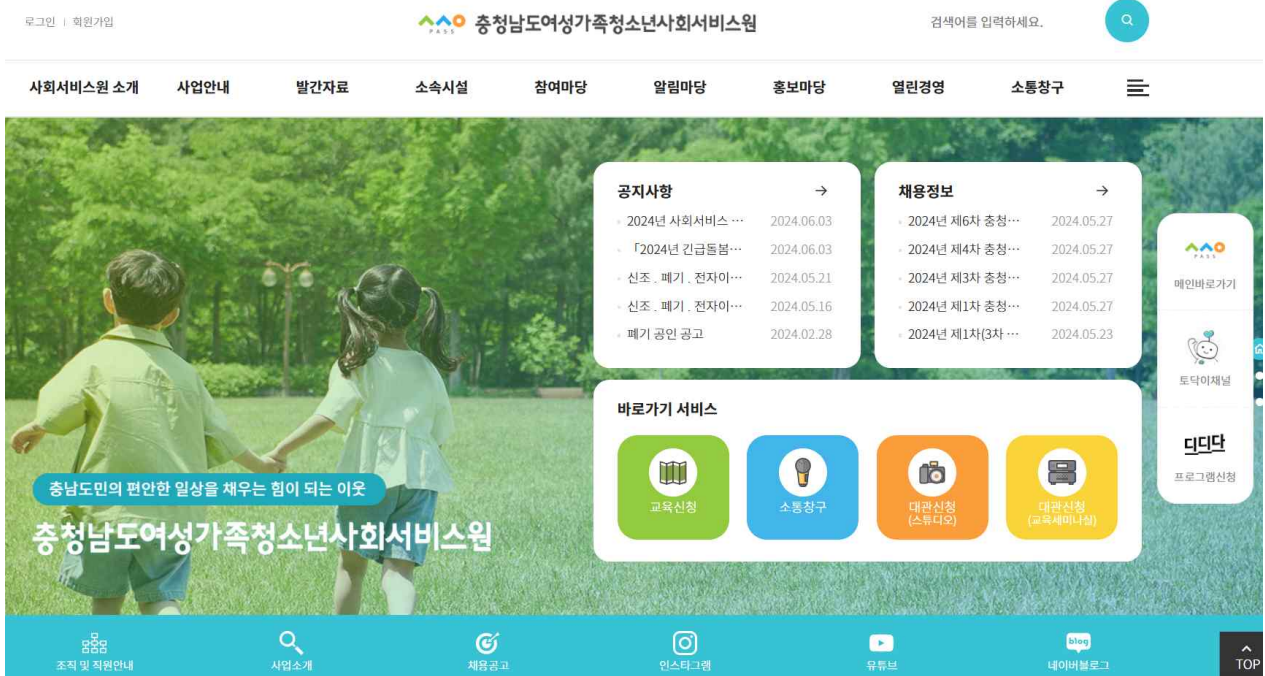 로그인 회원가입
PASS 충청남도여성가족청소년사회서비스원
검색어를 입력하세요.
사회서비스원 소개 사업안내 발간자료 소속시설 참여마당 알림마당 홍보마당 열린경영 소통창구
공지사항 →
2024년 사회서비스 ⋯ 2024.06.03
「2024년 긴급돌봄⋯ 2024.06.03
신조 . 폐기 . 전자이⋯ 2024.05.21
신조 . 폐기 . 전자이⋯ 2024.05.16
폐기 공인 공고 2024.02.28
채용정보 →
2024년 제6차 충청⋯ 2024.05.27
2024년 제4차 충청⋯ 2024.05.27
2024년 제3차 충청⋯ 2024.05.27
2024년 제1차 충청⋯ 2024.05.27
2024년 제1차(3차 ⋯ 2024.05.23
바로가기 서비스
교육신청
소통창구
대관신청
(스튜디오)
대관신청
(교육세미나실)
PASS
메인바로가기
토닥이채널
딛딛닫
프로그램신청
충남도민의 편안한 일상을 채우는 힘이 되는 이웃
충청남도여성가족청소년사회서비스원
조직 및 직원안내
사업소개
채용공고
인스타그램
유튜브
blog
네이버블로그
TOP